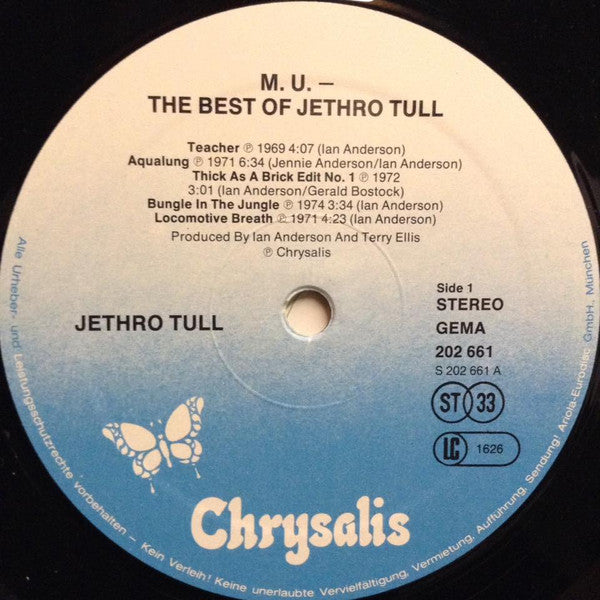 M. U. –
THE BEST OF JETHRO TULL
Teacher ℗ 1969 4:07 (Ian Anderson)
Aqualung ℗ 1971 6:34 (Jennie Anderson/Ian Anderson)
Thick As A Brick Edit No. 1 ℗ 1972
3:01 (Ian Anderson/Gerald Bostock)
Bungle In The Jungle ℗ 1974 3:34 (Ian Anderson)
Locomotive Breath ℗ 1971 4:23 (Ian Anderson)
Produced By Ian Anderson And Terry Ellis
℗ Chrysalis
JETHRO TULL
Side 1
STEREO
GEMA
202 661
S 202 661 A
ST 33
LC 1626
Chrysalis
Alle Urheber- und Leistungsschutzrechte vorbehalten – Kein Verleih! Keine unerlaubte Vervielfältigung, Vermietung, Aufführung, Sendung! Ariola-Eurodisc GmbH, München